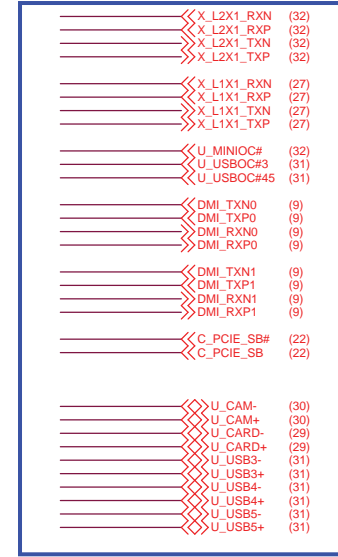 X_L2X1_RXN (32)
X_L2X1_RXP (32)
X_L2X1_TXN (32)
X_L2X1_TXP (32)
X_L1X1_RXN (27)
X_L1X1_RXP (27)
X_L1X1_TXN (27)
X_L1X1_TXP (27)
U_MINIOC# (32)
U_USBOC#3 (31)
U_USBOC#45 (31)
DMI_TXN0 (9)
DMI_TXP0 (9)
DMI_RXN0 (9)
DMI_RXP0 (9)
DMI_TXN1 (9)
DMI_TXP1 (9)
DMI_RXN1 (9)
DMI_RXP1 (9)
C_PCIE_SB# (22)
C_PCIE_SB (22)
U_CAM- (30)
U_CAM+ (30)
U_CARD- (29)
U_CARD+ (29)
U_USB3- (31)
U_USB3+ (31)
U_USB4- (31)
U_USB4+ (31)
U_USB5- (31)
U_USB5+ (31)